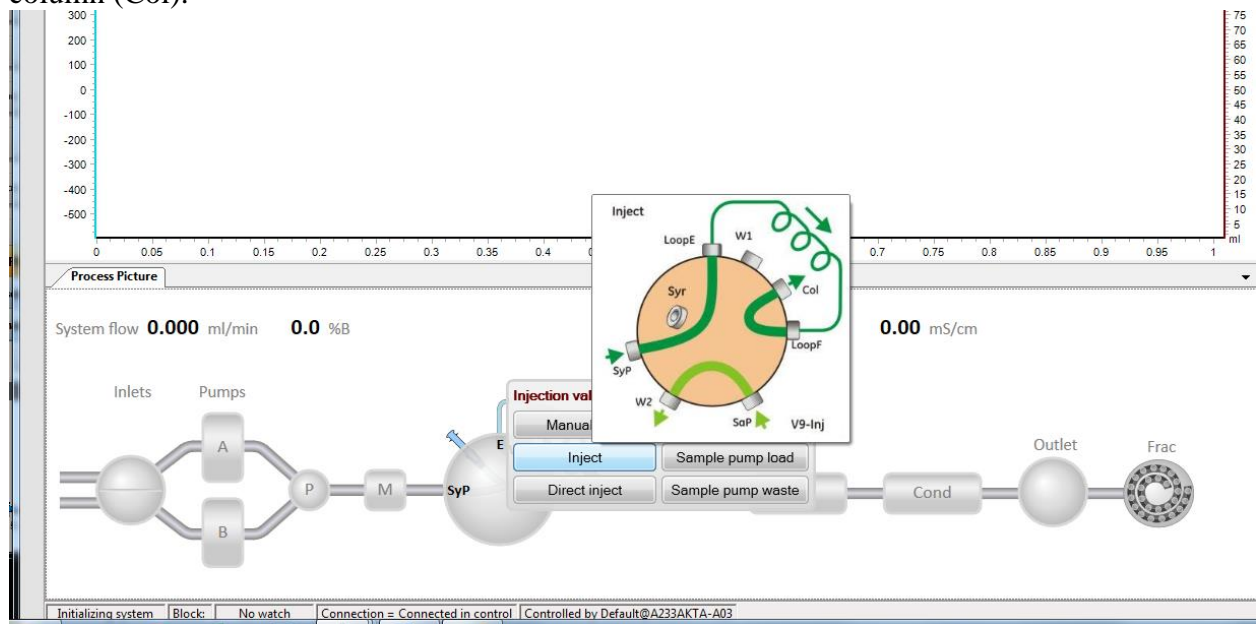 column (Col).
300
200
100
0
-100
-200
-300
-400
-500
75
70
65
60
55
50
45
40
35
30
25
20
15
10
5
ml
0 0.05 0.1 0.15 0.2 0.25 0.3 0.35 0.4 0.7 0.75 0.8 0.85 0.9 0.95 1
Inject
LoopE
W1
Syr
Col
LoopF
SyP
W2
SaP
V9-Inj
Process Picture
System flow 0.000 ml/min 0.0 %B 0.00 mS/cm
Inlets Pumps
Injection val
Manual
Inject Sample pump load
Direct inject Sample pump waste
A
B
P
M
SyP
E
Cond
Outlet
Frac
Initializing system Block: No watch Connection = Connected in control Controlled by Default@A233AKTA-A03